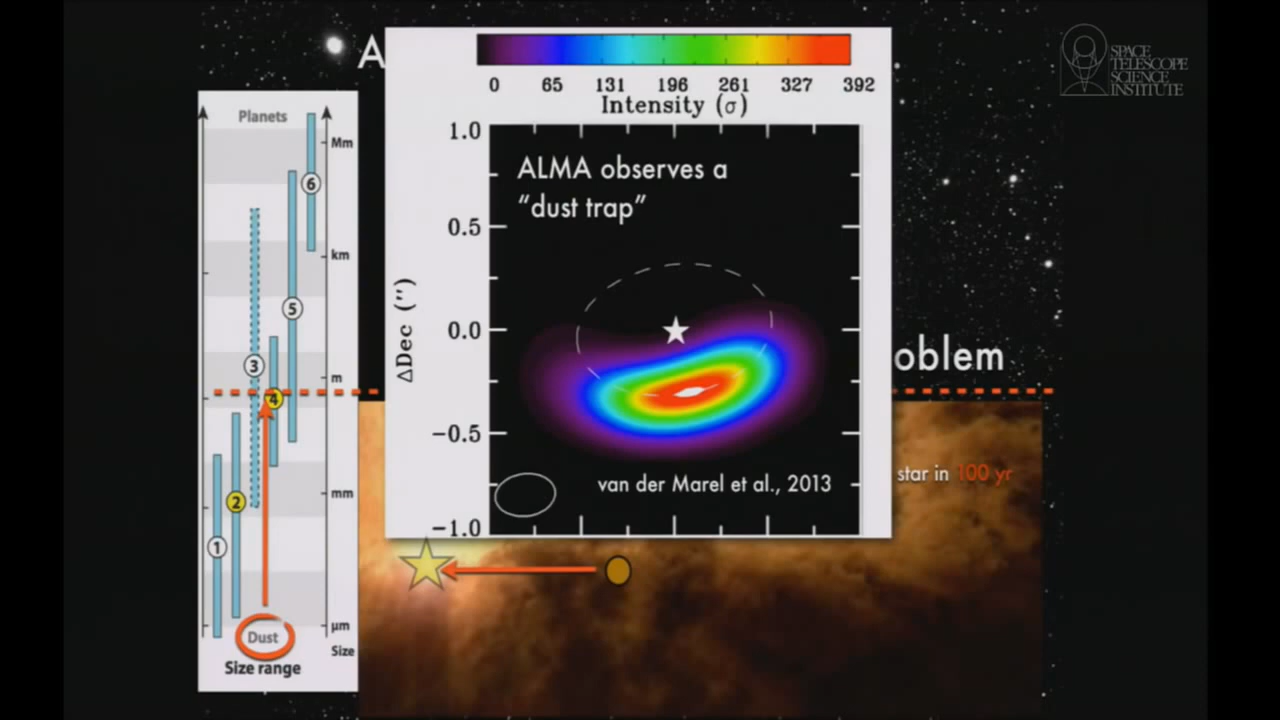 A
SPACE
TELESCOPE
SCIENCE
INSTITUTE
0 65 131 196 261 327 392
Intensity (σ)
ALMA observes a
“dust trap”
1.0
0.5
0.0
−0.5
−1.0
ΔDec (")
van der Marel et al., 2013
oblem
star in 100 yr
Planets
Mm
km
m
mm
μm
6
5
3
4
2
1
Dust
Size
Size range